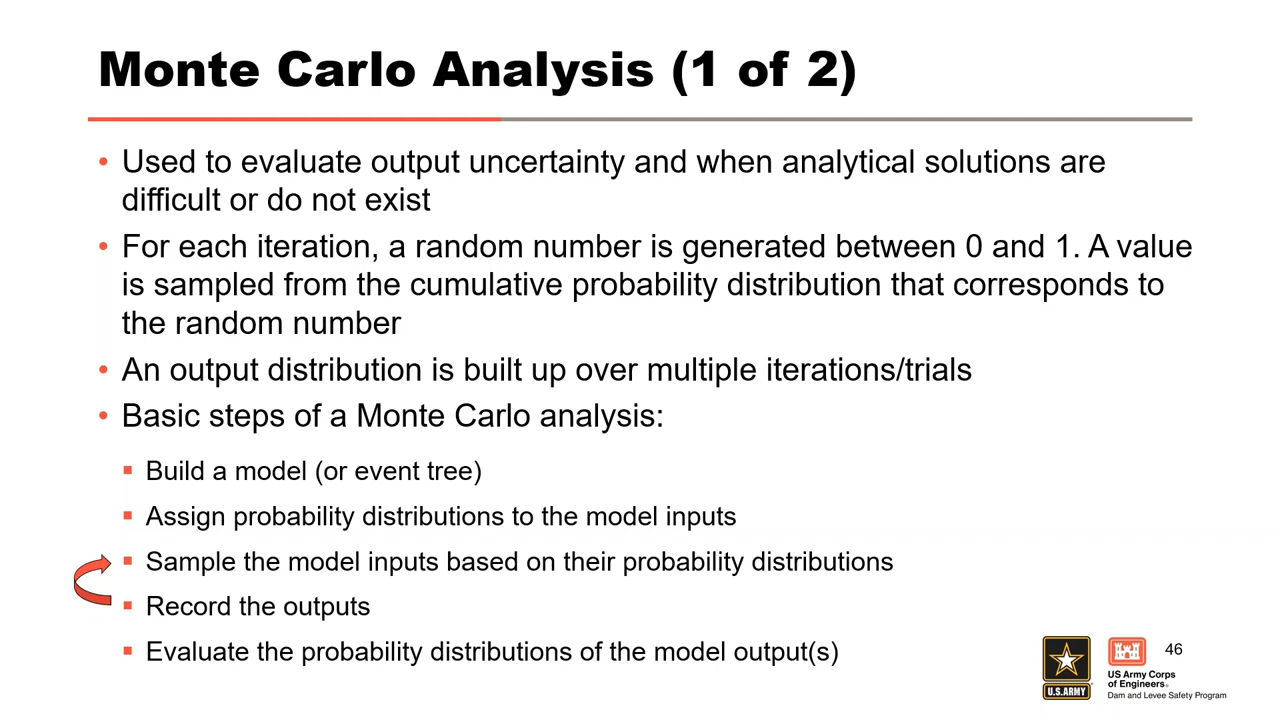 Monte Carlo Analysis (1 of 2)
• Used to evaluate output uncertainty and when analytical solutions are
difficult or do not exist
• For each iteration, a random number is generated between 0 and 1. A value
is sampled from the cumulative probability distribution that corresponds to
the random number
• An output distribution is built up over multiple iterations/trials
• Basic steps of a Monte Carlo analysis:
▪ Build a model (or event tree)
▪ Assign probability distributions to the model inputs
▪ Sample the model inputs based on their probability distributions
▪ Record the outputs
▪ Evaluate the probability distributions of the model output(s)
46
U.S.ARMY
US Army Corps
of Engineers®
Dam and Levee Safety Program